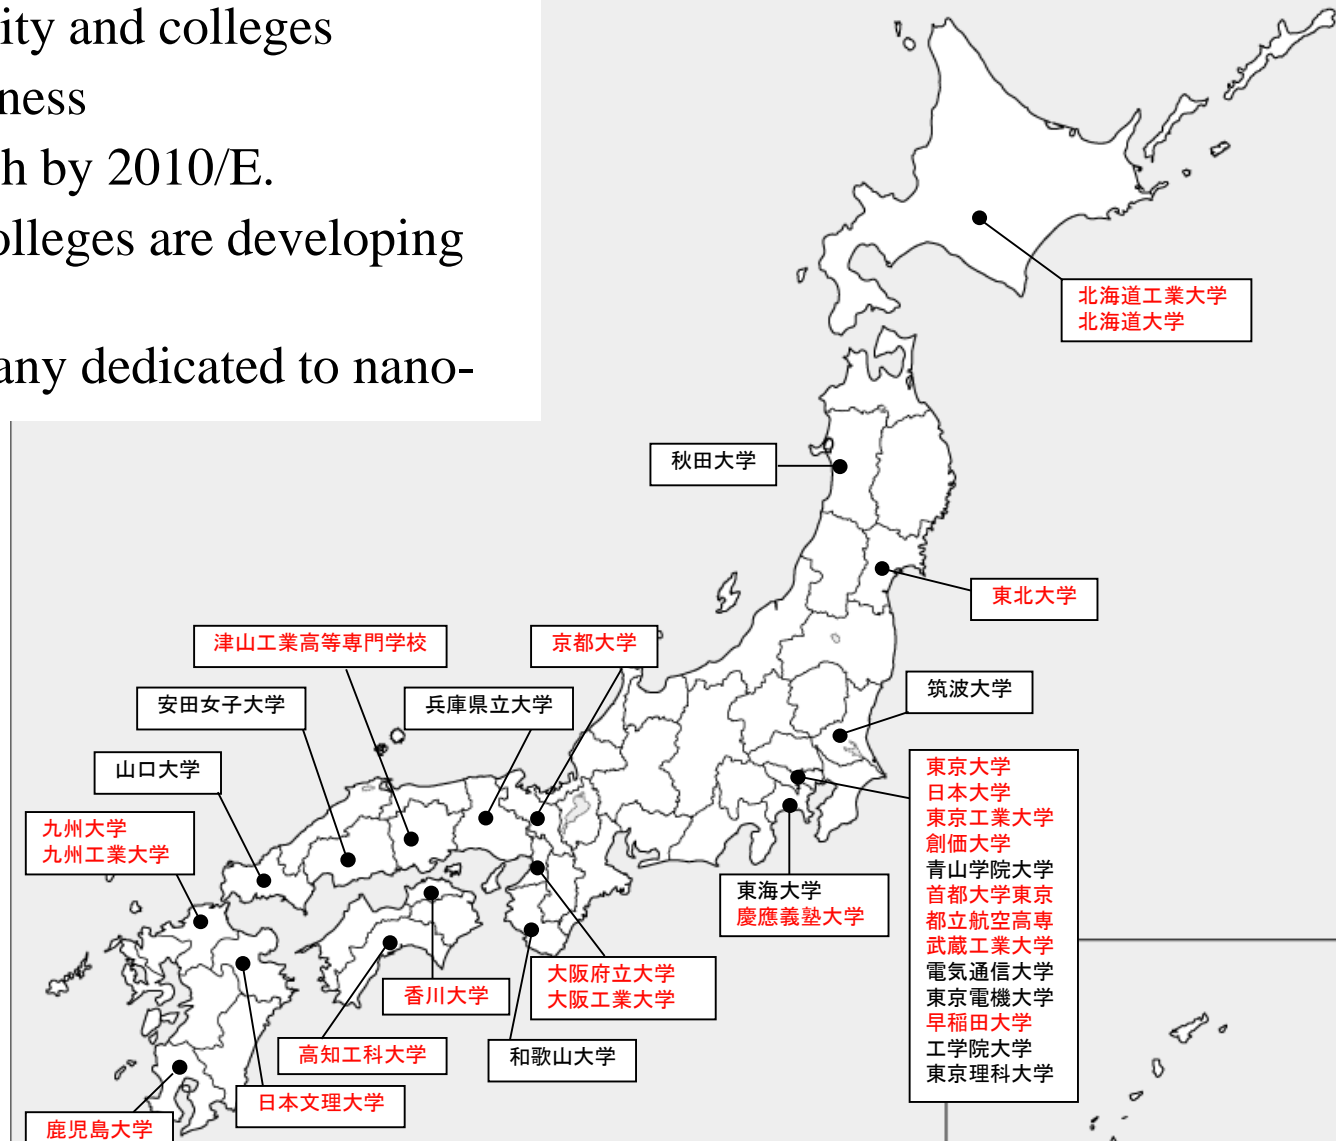 ity and colleges
ness
h by 2010/E.
olleges are developing
any dedicated to nano-
北海道工業大学
北海道大学
秋田大学
東北大学
津山工業高等専門学校
京都大学
筑波大学
安田女子大学
兵庫県立大学
山口大学
九州大学
九州工業大学
東京大学
日本大学
東京工業大学
創価大学
青山学院大学
首都大学東京
都立航空高専
武蔵工業大学
電気通信大学
東京電機大学
早稲田大学
工学院大学
東京理科大学
東海大学
慶應義塾大学
大阪府立大学
大阪工業大学
香川大学
高知工科大学
和歌山大学
日本文理大学
鹿児島大学